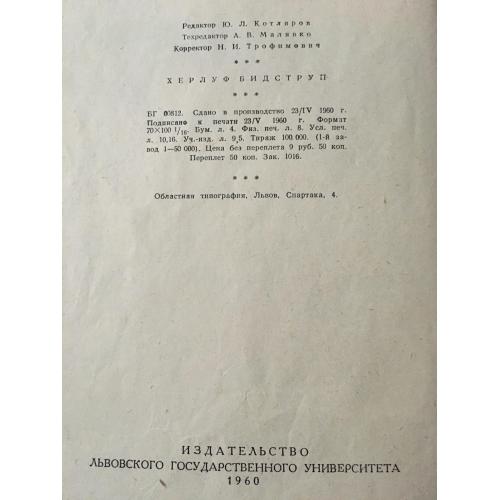 Редактор Ю. Л. Котляров
Техредактор А. В. Малявко
Корректор Н. И. Трофимович
* * *
ХЕРЛУФ БИДСТРУП
* * *
БГ 00812. Сдано в производство 23/IV 1960 г.
Подписано к печати 23/V 1960 г. Формат
70×100 1/16. Бум. л. 4. Физ. печ. л. 8. Усл. печ.
л. 10,16. Уч.-изд. л. 9,5. Тираж 100.000. (1-й за-
вод 1—50 000). Цена без переплета 9 руб. 50 коп.
Переплет 50 коп. Зак. 1016.
* * *
Областная типография, Львов, Спартака, 4.
ИЗДАТЕЛЬСТВО
ЛЬВОВСКОГО ГОСУДАРСТВЕННОГО УНИВЕРСИТЕТА
1960